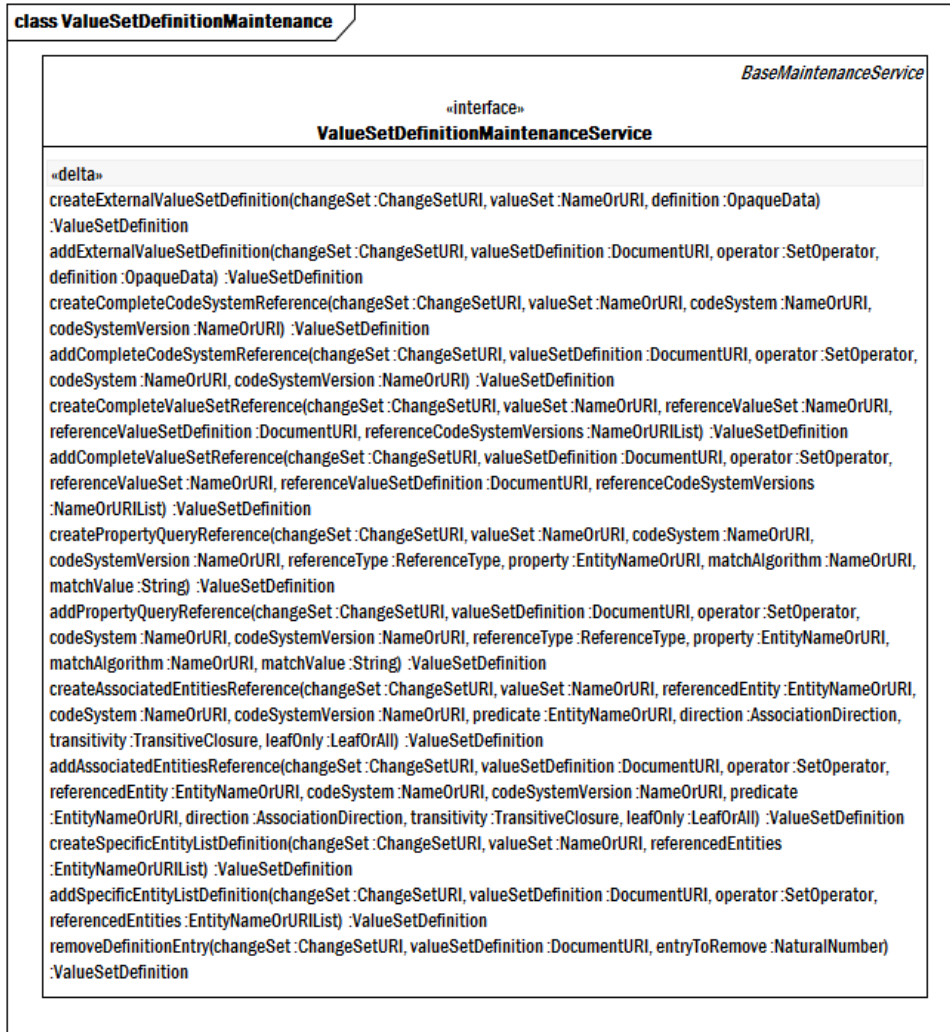 class ValueSetDefinitionMaintenance
BaseMaintenanceService
«interface»
ValueSetDefinitionMaintenanceService
«delta»
createExternalValueSetDefinition(changeSet :ChangeSetURI, valueSet :NameOrURI, definition :OpaqueData)
:ValueSetDefinition
addExternalValueSetDefinition(changeSet :ChangeSetURI, valueSetDefinition :DocumentURI, operator :SetOperator,
definition :OpaqueData) :ValueSetDefinition
createCompleteCodeSystemReference(changeSet :ChangeSetURI, valueSet :NameOrURI, codeSystem :NameOrURI,
codeSystemVersion :NameOrURI) :ValueSetDefinition
addCompleteCodeSystemReference(changeSet :ChangeSetURI, valueSetDefinition :DocumentURI, operator :SetOperator,
codeSystem :NameOrURI, codeSystemVersion :NameOrURI) :ValueSetDefinition
createCompleteValueSetReference(changeSet :ChangeSetURI, valueSet :NameOrURI, referenceValueSet :NameOrURI,
referenceValueSetDefinition :DocumentURI, referenceCodeSystemVersions :NameOrURIList) :ValueSetDefinition
addCompleteValueSetReference(changeSet :ChangeSetURI, valueSetDefinition :DocumentURI, operator :SetOperator,
referenceValueSet :NameOrURI, referenceValueSetDefinition :DocumentURI, referenceCodeSystemVersions
:NameOrURIList) :ValueSetDefinition
createPropertyQueryReference(changeSet :ChangeSetURI, valueSet :NameOrURI, codeSystem :NameOrURI,
codeSystemVersion :NameOrURI, referenceType :ReferenceType, property :EntityNameOrURI, matchAlgorithm :NameOrURI,
matchValue :String) :ValueSetDefinition
addPropertyQueryReference(changeSet :ChangeSetURI, valueSetDefinition :DocumentURI, operator :SetOperator,
codeSystem :NameOrURI, codeSystemVersion :NameOrURI, referenceType :ReferenceType, property :EntityNameOrURI,
matchAlgorithm :NameOrURI, matchValue :String) :ValueSetDefinition
createAssociatedEntitiesReference(changeSet :ChangeSetURI, valueSet :NameOrURI, referencedEntity :EntityNameOrURI,
codeSystem :NameOrURI, codeSystemVersion :NameOrURI, predicate :EntityNameOrURI, direction :AssociationDirection,
transitivity :TransitiveClosure, leafOnly :LeafOrAll) :ValueSetDefinition
addAssociatedEntitiesReference(changeSet :ChangeSetURI, valueSetDefinition :DocumentURI, operator :SetOperator,
referencedEntity :EntityNameOrURI, codeSystem :NameOrURI, codeSystemVersion :NameOrURI, predicate
:EntityNameOrURI, direction :AssociationDirection, transitivity :TransitiveClosure, leafOnly :LeafOrAll) :ValueSetDefinition
createSpecificEntityListDefinition(changeSet :ChangeSetURI, valueSet :NameOrURI, referencedEntities
:EntityNameOrURIList) :ValueSetDefinition
addSpecificEntityListDefinition(changeSet :ChangeSetURI, valueSetDefinition :DocumentURI, operator :SetOperator,
referencedEntities :EntityNameOrURIList) :ValueSetDefinition
removeDefinitionEntry(changeSet :ChangeSetURI, valueSetDefinition :DocumentURI, entryToRemove :NaturalNumber)
:ValueSetDefinition